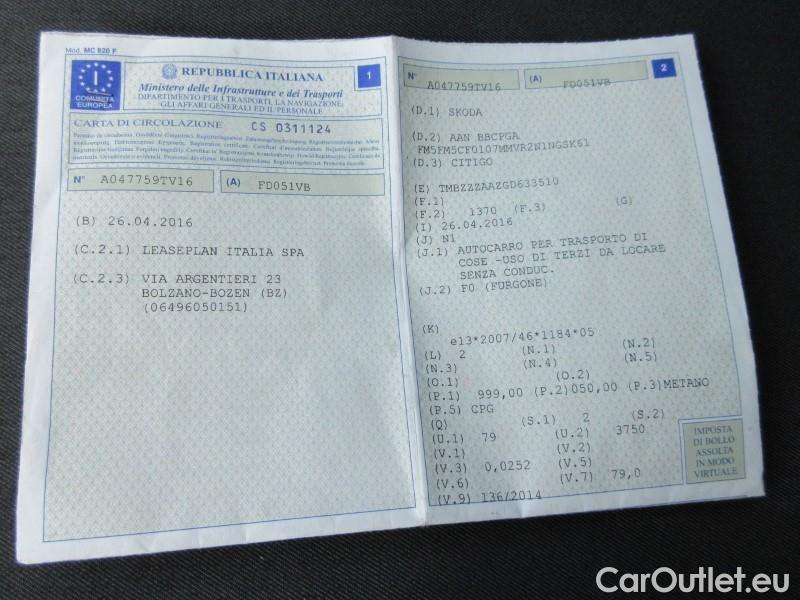 Mod. MC 820 F
I
COMUNITÀ
EUROPEA
REPUBBLICA ITALIANA
1
Ministero delle Infrastrutture e dei Trasporti
DIPARTIMENTO PER I TRASPORTI, LA NAVIGAZIONE,
GLI AFFARI GENERALI ED IL PERSONALE
CARTA DI CIRCOLAZIONE CS 0311124
N° A047759TV16 (A) FD051VB
(B) 26.04.2016
(C.2.1) LEASEPLAN ITALIA SPA
(C.2.3) VIA ARGENTIERI 23
BOLZANO-BOZEN (BZ)
(06496050151)
N° A047759TV16 (A) FD051VB
2
(D.1) SKODA
(D.2) AAN BBCPGA
FM5FM5CF0107MMVR2N1NGSK61
(D.3) CITIGO
(E) TMBZZZAAZGD633510
(F.1)
(F.2) 1370 (F.3) (G)
(I) 26.04.2016
(J) N1
(J.1) AUTOCARRO PER TRASPORTO DI
COSE -USO DI TERZI DA LOCARE
SENZA CONDUC.
(J.2) F0 (FURGONE)
(K)
e13*2007/46*1184*05
(L) 2 (N.1) (N.2)
(N.3) (N.4) (N.5)
(O.1) (O.2)
(P.1) 999,00 (P.2)050,00 (P.3)METANO
(P.5) CPG
(Q) (S.1) 2 (S.2)
(U.1) 79 (U.2) 3750
(V.1) (V.2)
(V.3) 0,0252 (V.5)
(V.6) (V.7) 79,0
(V.9) 136/2014
IMPOSTA
DI BOLLO
ASSOLTA
IN MODO
VIRTUALE
CarOutlet.eu